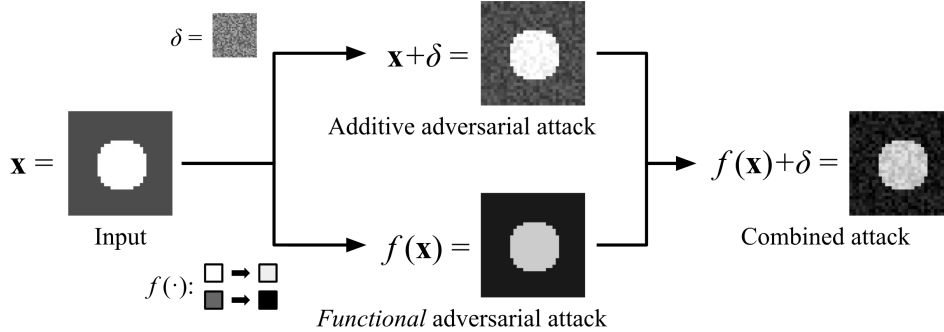 δ =
x+δ =
Additive adversarial attack
x =
Input
f(x)+δ =
Combined attack
f(x) =
f(·):
Functional adversarial attack